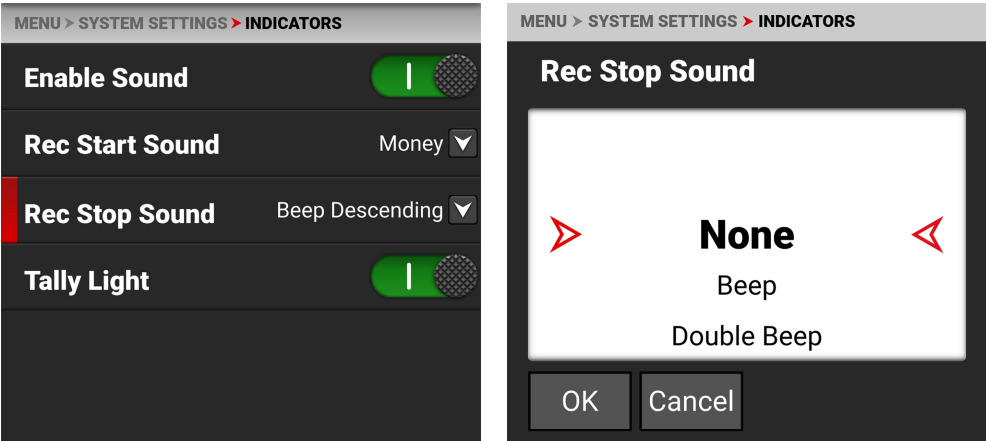 MENU > SYSTEM SETTINGS > INDICATORS
Enable Sound
Rec Start Sound Money
Rec Stop Sound Beep Descending
Tally Light
MENU > SYSTEM SETTINGS > INDICATORS
Rec Stop Sound
None
Beep
Double Beep
OK Cancel